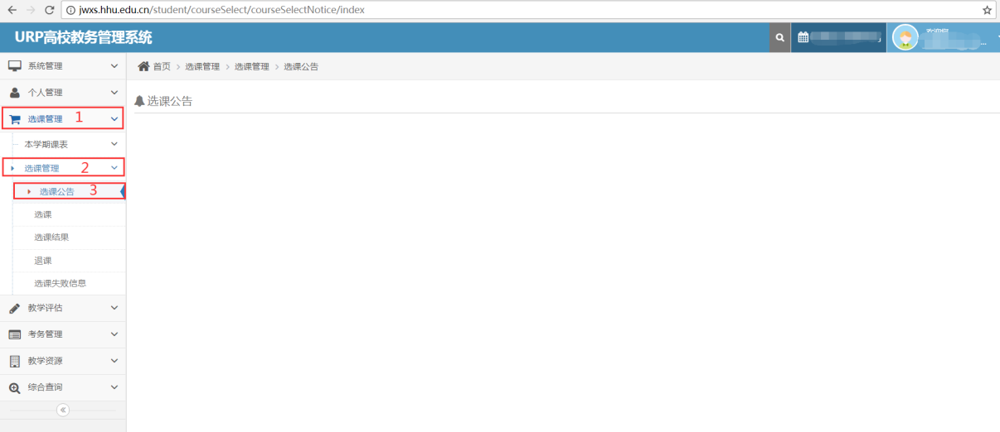 jwxs.hhu.edu.cn/student/courseSelect/courseSelectNotice/index
URP高校教务管理系统
系统管理
首页 > 选课管理 > 选课管理 > 选课公告
个人管理
选课公告
选课管理 1
本学期课表
选课管理 2
选课公告 3
选课
选课结果
退课
选课失败信息
教学评估
考务管理
教学资源
综合查询